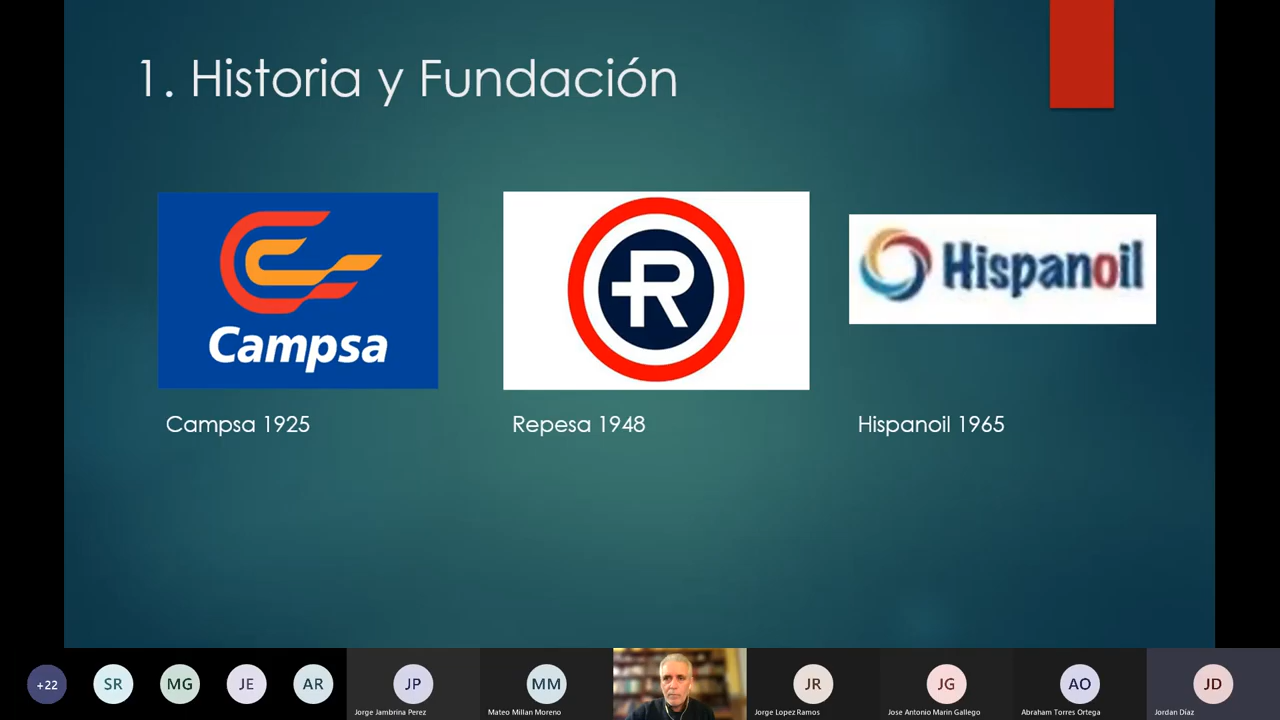 1. Historia y Fundación
Campsa
R
Hispanoil
Campsa 1925
Repesa 1948
Hispanoil 1965
+22
SR
MG
JE
AR
JP
Jorge Jambrina Perez
MM
Mateo Millan Moreno
JR
Jorge Lopez Ramos
JG
Jose Antonio Marin Gallego
AO
Abraham Torres Ortega
JD
Jordan Díaz